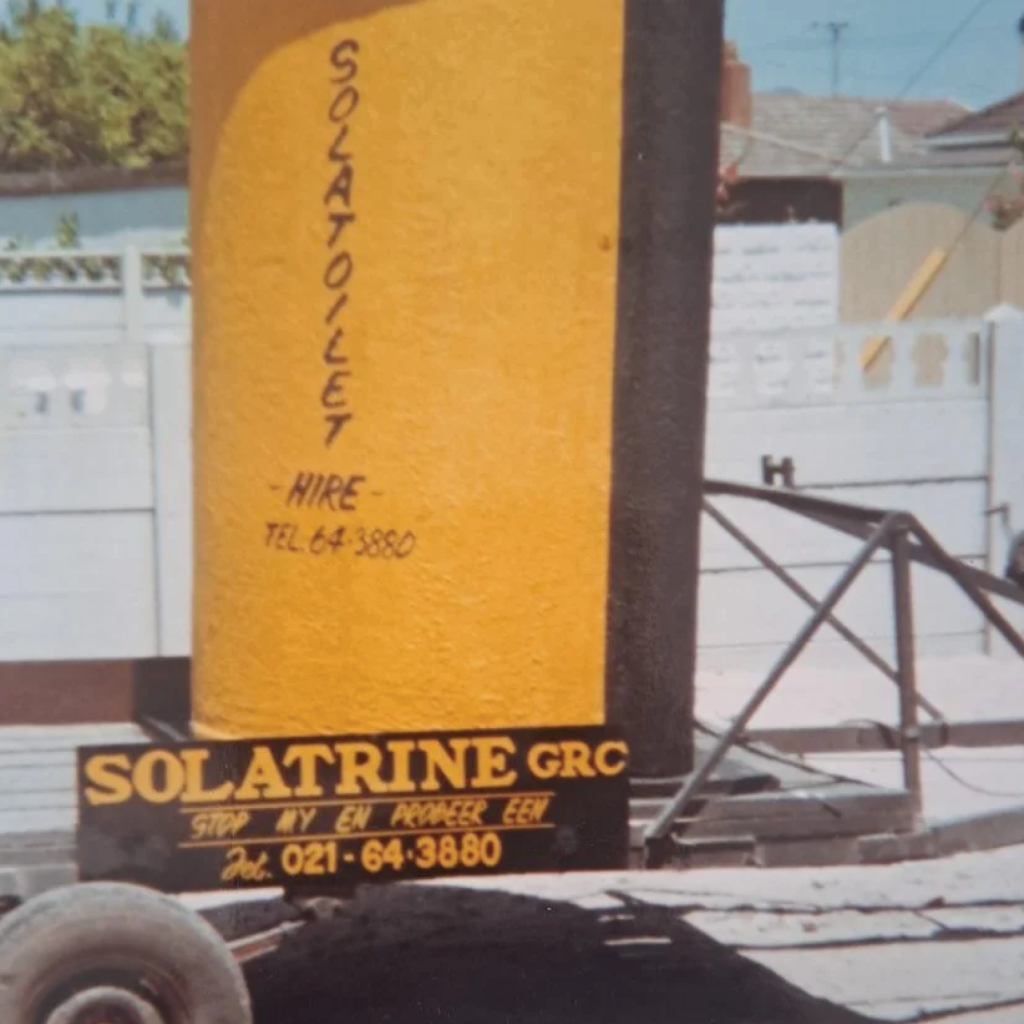 SOLATOILET
-HIRE-
TEL. 64-3880
SOLATRINE GRC
STOP MY EN PROBEER EEN
Tel. 021-64·3880